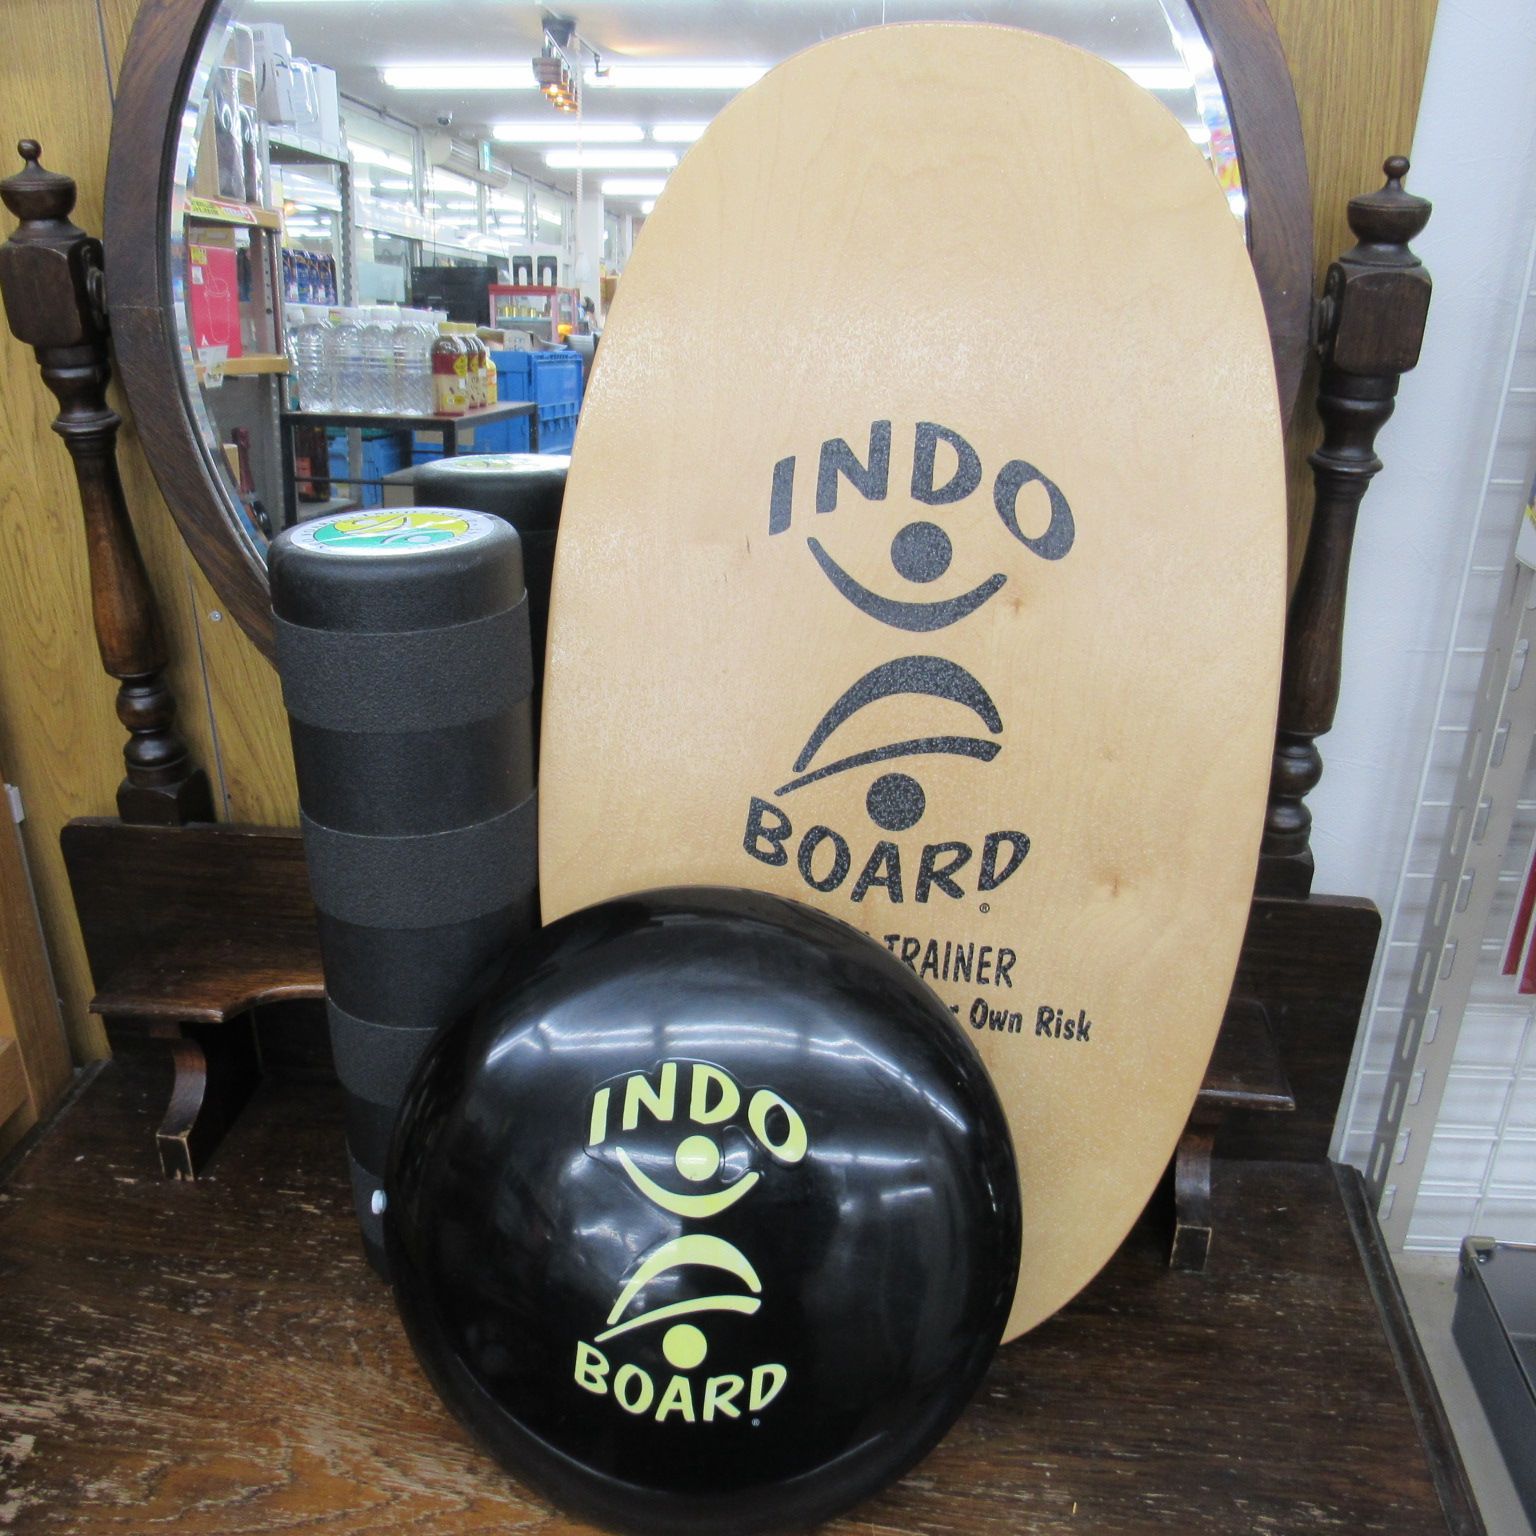 INDO
BOARD®
TRAINER
Own Risk
INDO
BOARD®